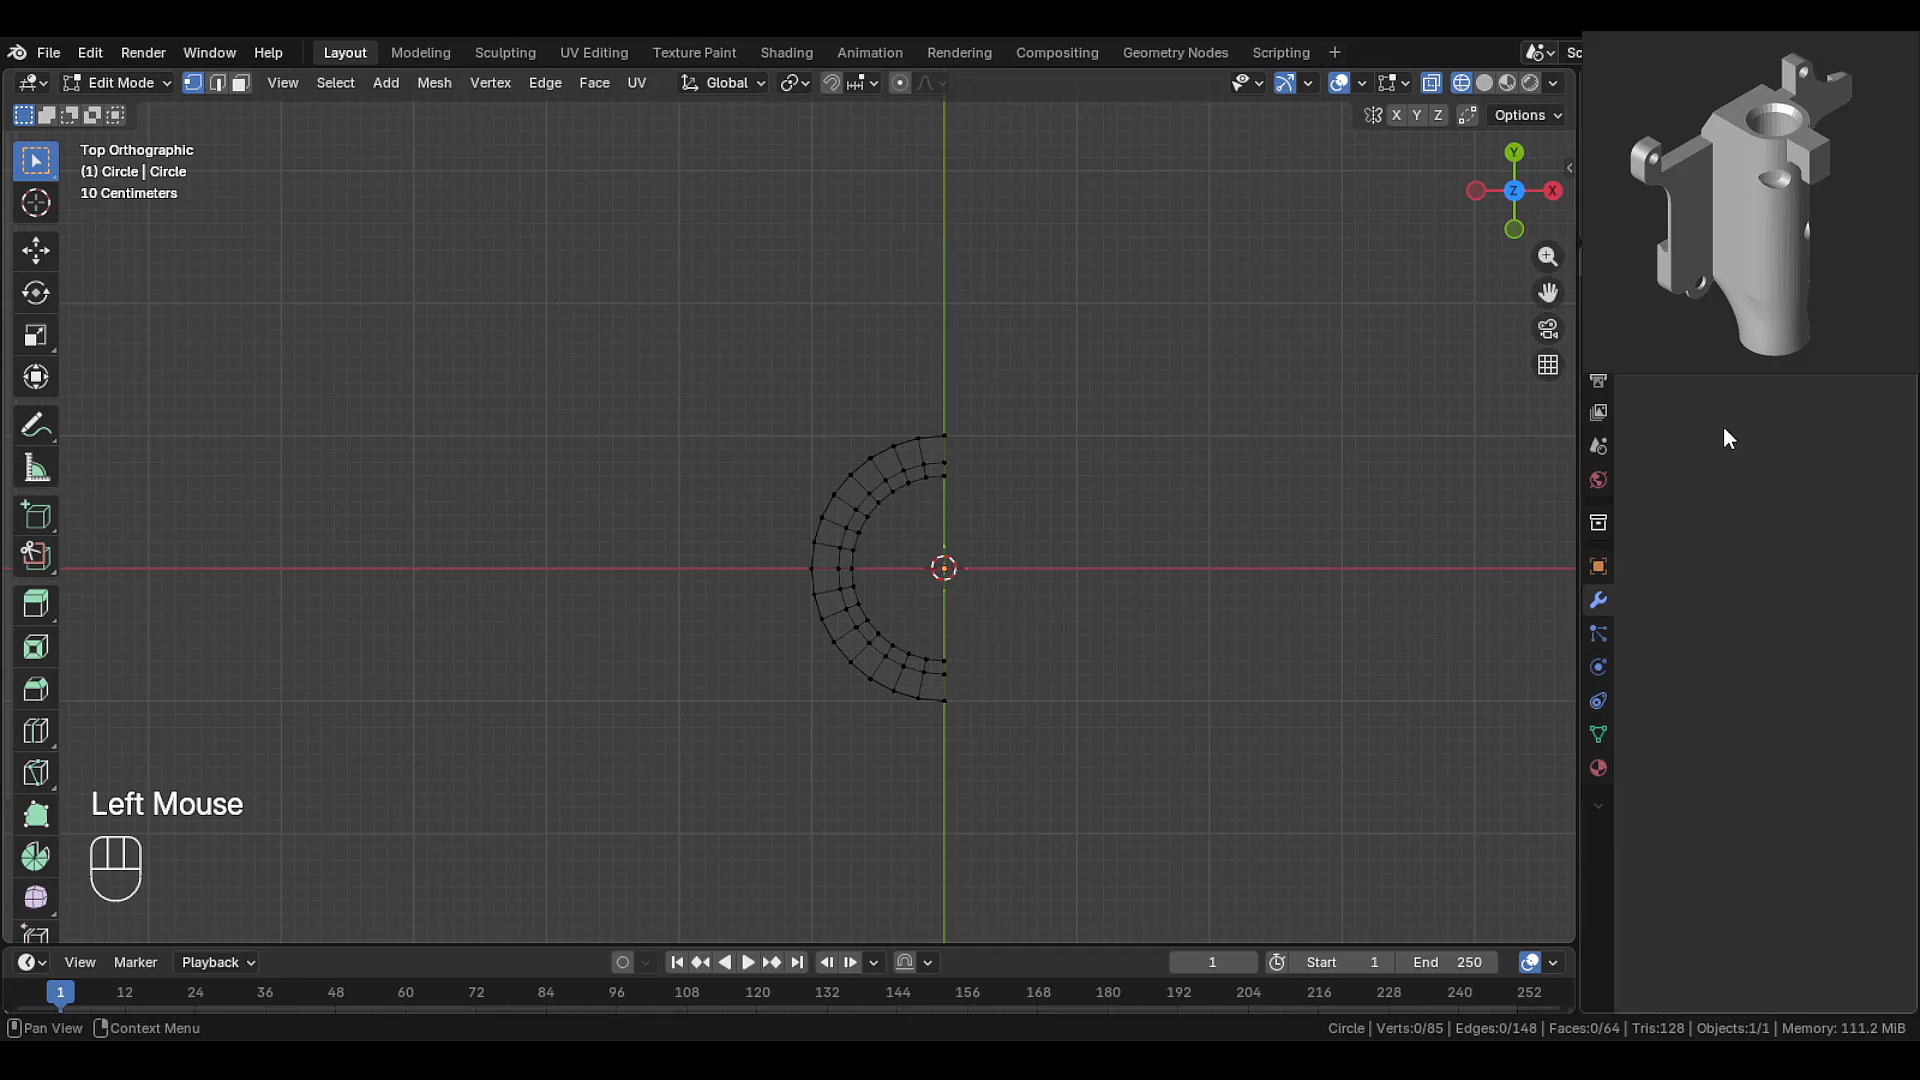 File Edit Render Window Help Layout Modeling Sculpting UV Editing Texture Paint Shading Animation Rendering Compositing Geometry Nodes Scripting + Sc
Edit Mode View Select Add Mesh Vertex Edge Face UV Global
X Y Z Options
Top Orthographic
(1) Circle | Circle
10 Centimeters
Y
Z X
Left Mouse
View Marker Playback 1 Start 1 End 250
1 12 24 36 48 60 72 84 96 108 120 132 144 156 168 180 192 204 216 228 240 252
Pan View Context Menu Circle | Verts:0/85 | Edges:0/148 | Faces:0/64 | Tris:128 | Objects:1/1 | Memory: 111.2 MiB